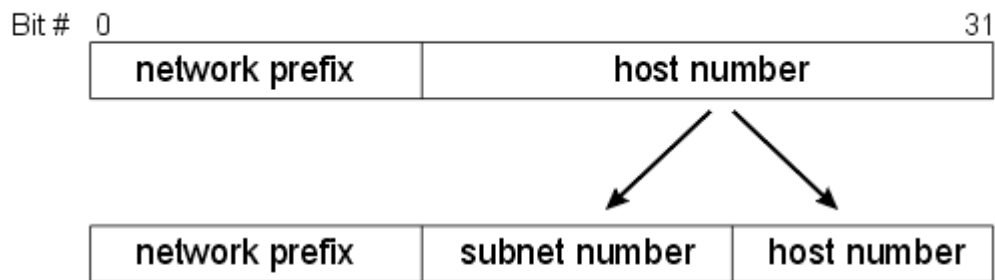 Bit # 0 31
network prefix host number
network prefix subnet number host number